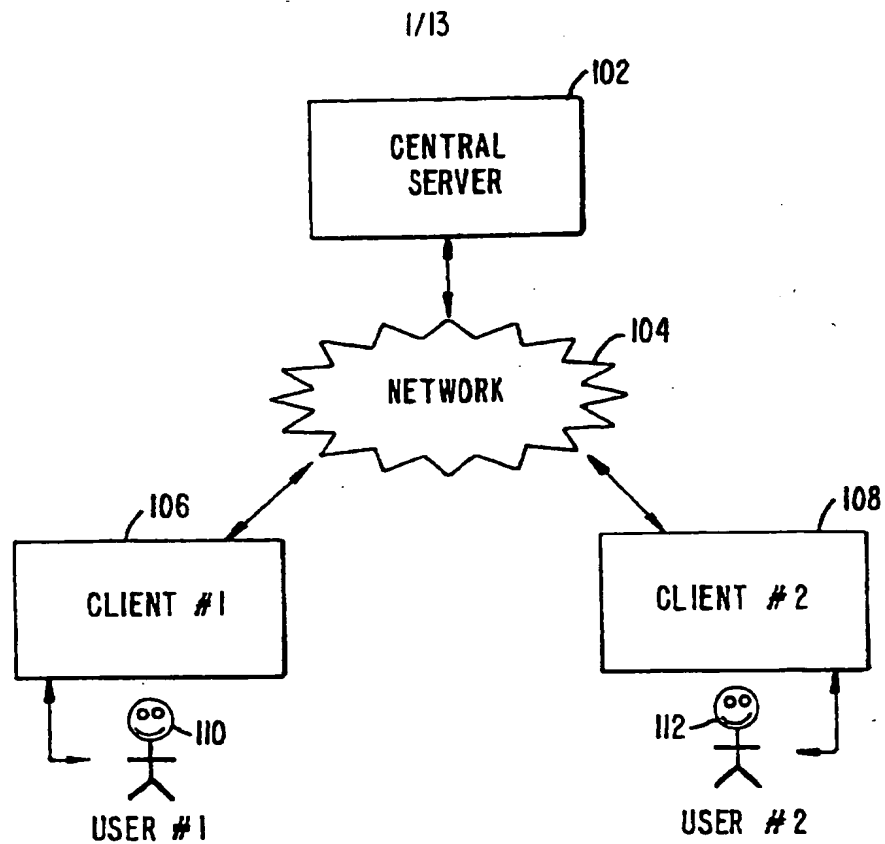 1/13
102
CENTRAL
SERVER
104
NETWORK
106
108
CLIENT #1
CLIENT #2
110
112
USER #1
USER #2